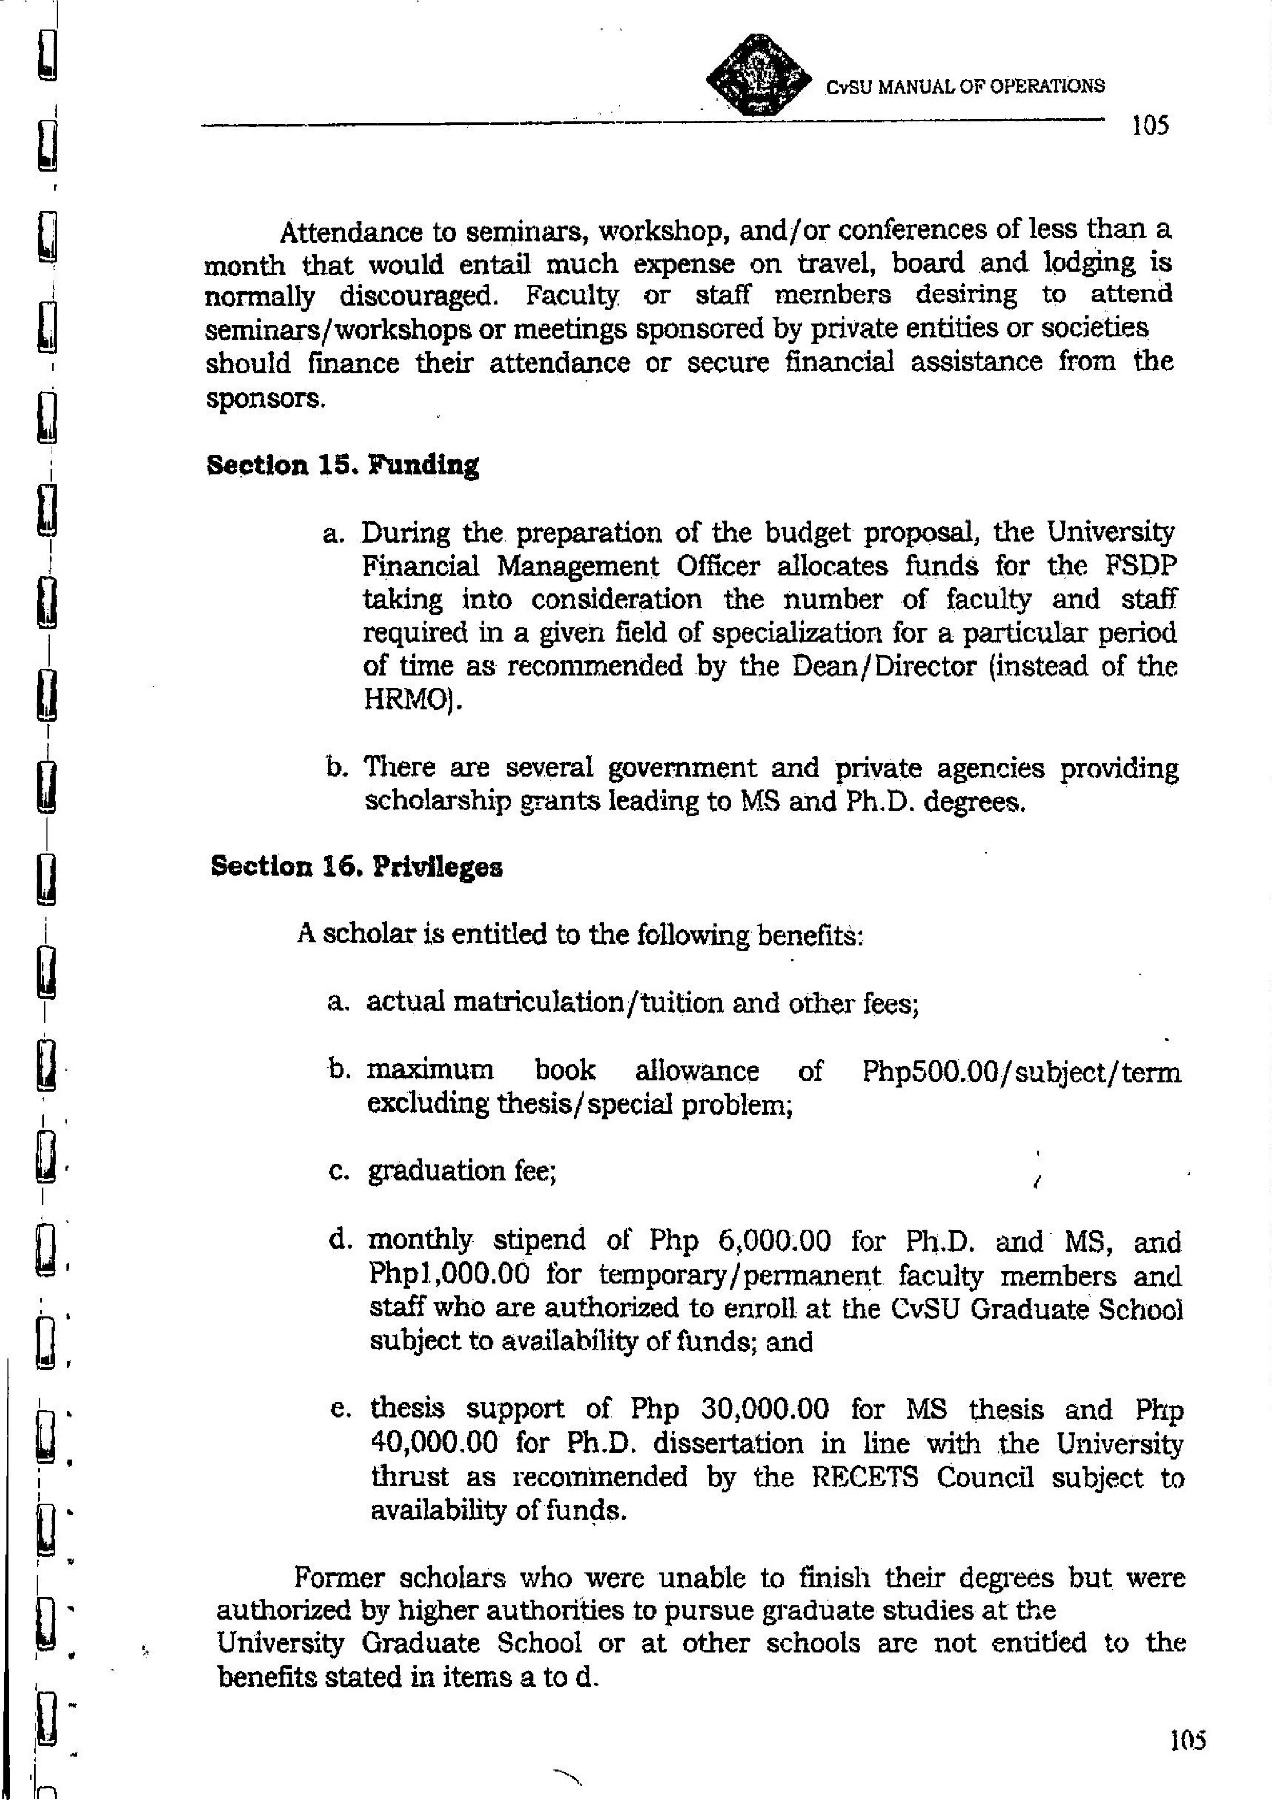 CvSU MANUAL OF OPERATIONS
105
Attendance to seminars, workshop, and/or conferences of less than a
month that would entail much expense on travel, board and lodging is
normally discouraged. Faculty or staff members desiring to attend
seminars/workshops or meetings sponsored by private entities or societies
should finance their attendance or secure financial assistance from the
sponsors.
Section 15. Funding
a. During the preparation of the budget proposal, the University
Financial Management Officer allocates funds for the FSDP
taking into consideration the number of faculty and staff
required in a given field of specialization for a particular period
of time as recommended by the Dean/Director (instead of the
HRMO).
b. There are several government and private agencies providing
scholarship grants leading to MS and Ph.D. degrees.
Section 16. Privileges
A scholar is entitled to the following benefits:
a. actual matriculation/tuition and other fees;
b. maximum book allowance of Php500.00/subject/term
excluding thesis/special problem;
c. graduation fee;
d. monthly stipend of Php 6,000.00 for Ph.D. and MS, and
Php1,000.00 for temporary/permanent faculty members and
staff who are authorized to enroll at the CvSU Graduate School
subject to availability of funds; and
e. thesis support of Php 30,000.00 for MS thesis and Php
40,000.00 for Ph.D. dissertation in line with the University
thrust as recommended by the RECETS Council subject to
availability of funds.
Former scholars who were unable to finish their degrees but were
authorized by higher authorities to pursue graduate studies at the
University Graduate School or at other schools are not entitled to the
benefits stated in items a to d.
105